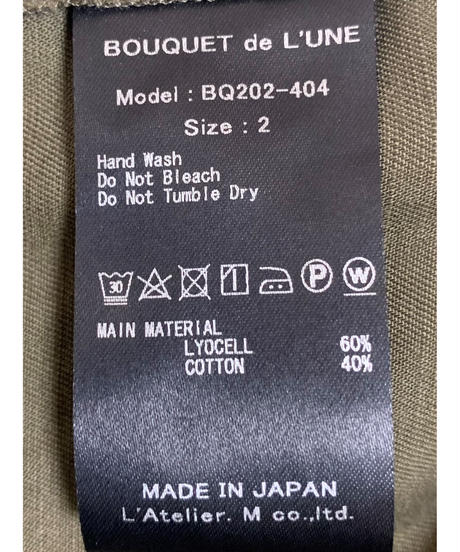 BOUQUET de L'UNE
Model : BQ202-404
Size : 2
Hand Wash
Do Not Bleach
Do Not Tumble Dry
30 P W
MAIN MATERIAL
LYOCELL 60%
COTTON 40%
MADE IN JAPAN
L'Atelier. M co.,ltd.